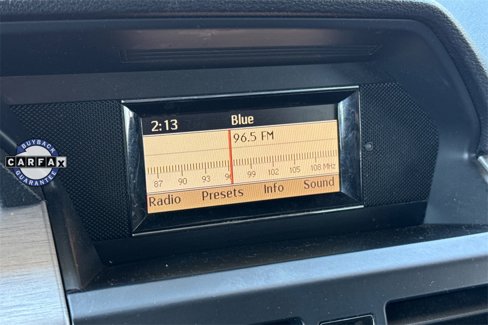 2:13 Blue
96.5 FM
87 90 93 96 99 102 105 108 MHz
Radio Presets Info Sound
BUYBACK
CARFAX
GUARANTEE